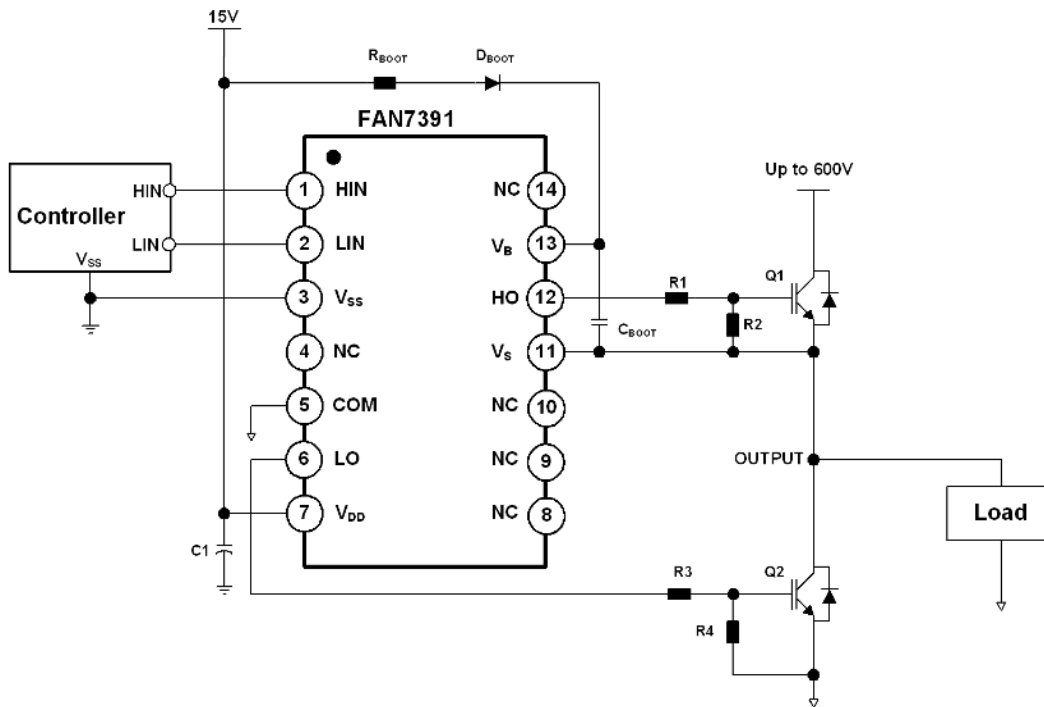 15V
RBOOT
DBOOT
FAN7391
Up to 600V
Controller
HIN
LIN
VSS
1
HIN
2
LIN
3
VSS
4
NC
5
COM
6
LO
7
VDD
NC
14
VB
13
HO
12
VS
11
NC
10
NC
9
NC
8
CBOOT
R1
R2
Q1
OUTPUT
Load
C1
R3
R4
Q2